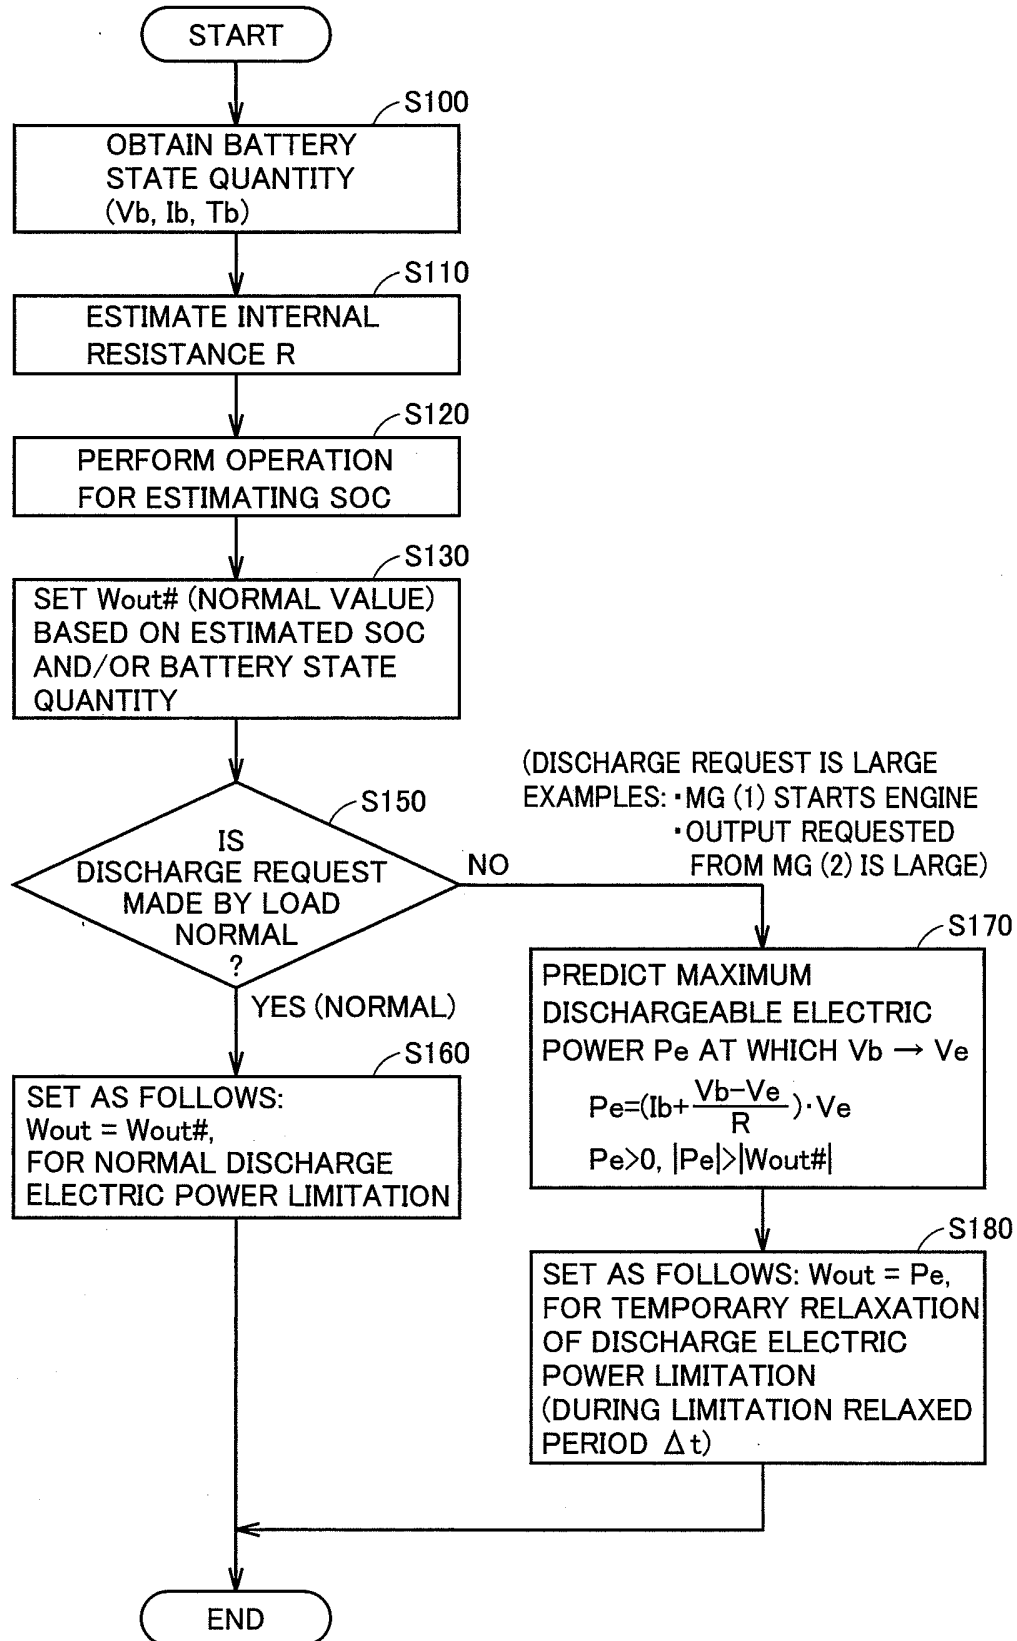 START
S100
OBTAIN BATTERY
STATE QUANTITY
(Vb, Ib, Tb)
S110
ESTIMATE INTERNAL
RESISTANCE R
S120
PERFORM OPERATION
FOR ESTIMATING SOC
S130
SET Wout# (NORMAL VALUE)
BASED ON ESTIMATED SOC
AND/OR BATTERY STATE
QUANTITY
S150
IS
DISCHARGE REQUEST
MADE BY LOAD
NORMAL
?
NO
(DISCHARGE REQUEST IS LARGE
EXAMPLES: ・MG (1) STARTS ENGINE
・OUTPUT REQUESTED
FROM MG (2) IS LARGE)
YES (NORMAL)
S160
SET AS FOLLOWS:
Wout = Wout#,
FOR NORMAL DISCHARGE
ELECTRIC POWER LIMITATION
S170
PREDICT MAXIMUM
DISCHARGEABLE ELECTRIC
POWER Pe AT WHICH Vb → Ve
Pe=(Ib+(Vb−Ve)/R)·Ve
Pe>0, |Pe|>|Wout#|
S180
SET AS FOLLOWS: Wout = Pe,
FOR TEMPORARY RELAXATION
OF DISCHARGE ELECTRIC
POWER LIMITATION
(DURING LIMITATION RELAXED
PERIOD Δt)
END